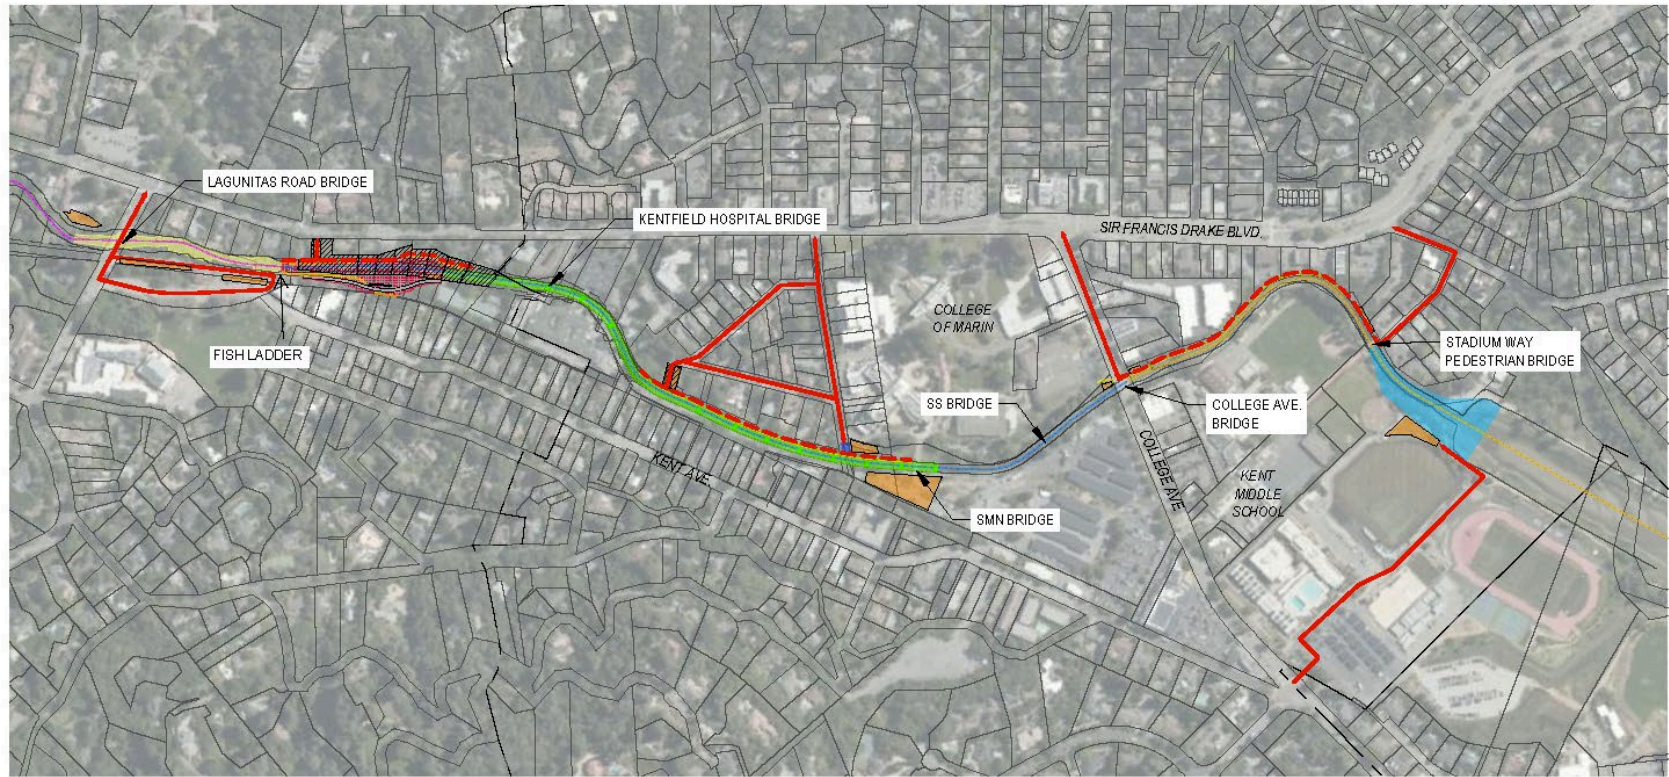 LAGUNITAS ROAD BRIDGE
KENTFIELD HOSPITAL BRIDGE
SIR FRANCIS DRAKE BLVD.
COLLEGE
OF MARIN
FISH LADDER
STADIUM WAY
PEDESTRIAN BRIDGE
SS BRIDGE
COLLEGE AVE.
BRIDGE
KENT AVE.
COLLEGE AVE
KENT
MIDDLE
SCHOOL
SMN BRIDGE